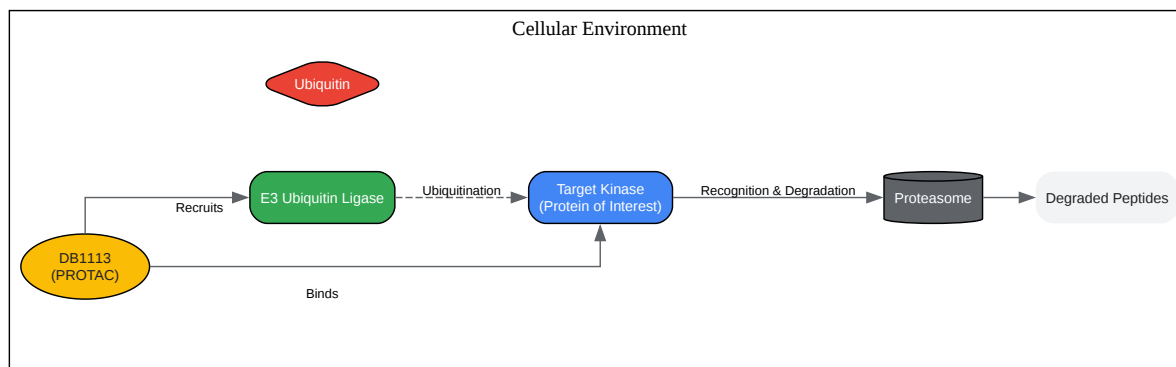 Cellular Environment
Ubiquitin
E3 Ubiquitin Ligase
Ubiquitination
Target Kinase
(Protein of Interest)
Recognition & Degradation
Proteasome
Degraded Peptides
Recruits
DB1113
(PROTAC)
Binds